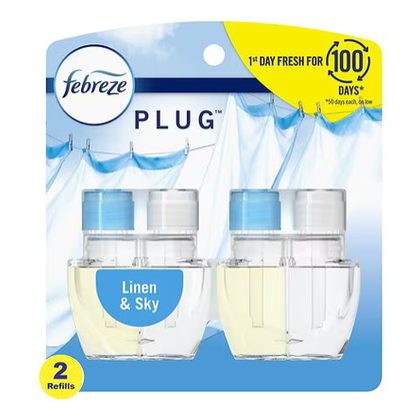 febreze
PLUG™
1ST DAY FRESH FOR
100
DAYS*
*50 days each, on low
Linen
& Sky
2
Refills